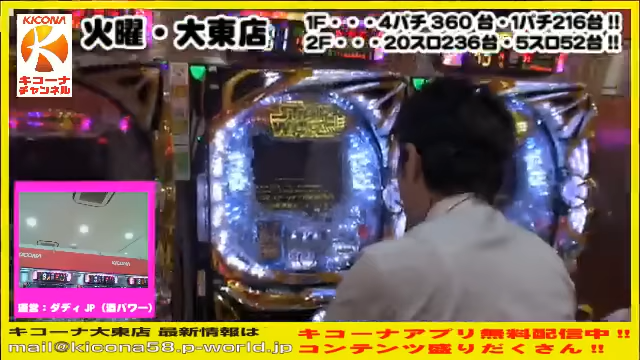 KICONA
キコーナ
チャンネル
火曜・大東店
1F・・・4パチ360台・1パチ216台!!
2F・・・20スロ236台・5スロ52台!!
STAR
WARS
KICONA
KICONA
運営:ダディJP(酒パワー)
キコーナ大東店 最新情報は
mail@kicona58.p-world.jp
キコーナアプリ無料配信中!!
コンテンツ盛りだくさん!!